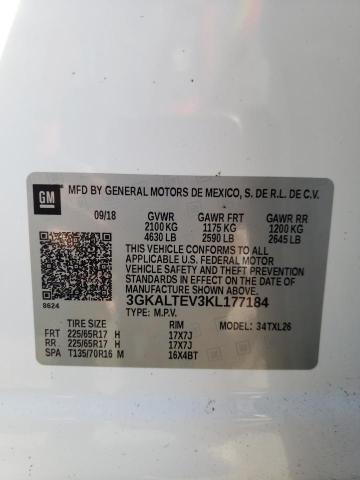 GM
MFD BY GENERAL MOTORS DE MEXICO, S. DE R.L. DE C.V.
09/18 GVWR GAWR FRT GAWR RR
2100 KG 1175 KG 1200 KG
4630 LB 2590 LB 2645 LB
THIS VEHICLE CONFORMS TO ALL
APPLICABLE U.S. FEDERAL MOTOR
VEHICLE SAFETY, BUMPER, AND THEFT
PREVENTION STANDARDS IN EFFECT
ON THE DATE OF MANUFACTURE
SHOWN ABOVE.
3GKALTEV3KL177184
8624 TYPE: M.P.V.
TIRE SIZE RIM MODEL: 34TXL26
FRT 225/65R17 H 17X7J
RR 225/65R17 H 17X7J
SPA T135/70R16 M 16X4BT